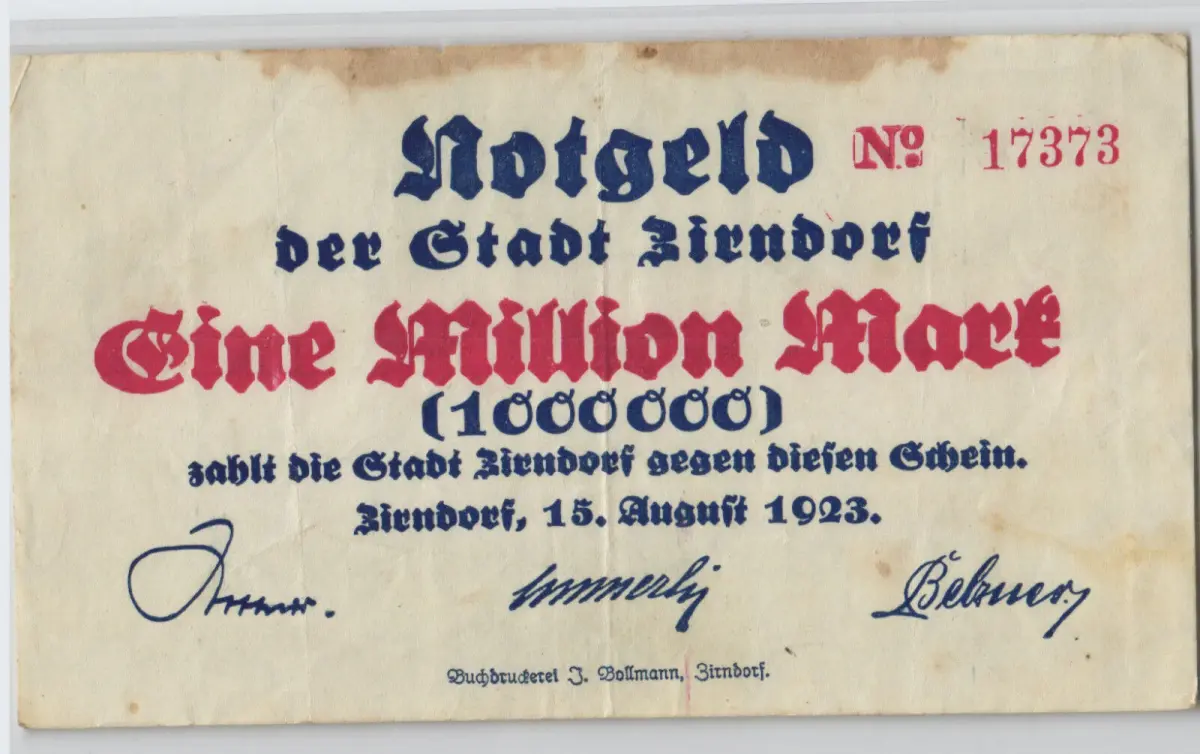 Notgeld
Nº 17373
der Stadt Zirndorf
Eine Million Mark
(1000000)
zahlt die Stadt Zirndorf gegen diesen Schein.
Zirndorf, 15. August 1923.
Buchdruckerei J. Bollmann, Zirndorf.